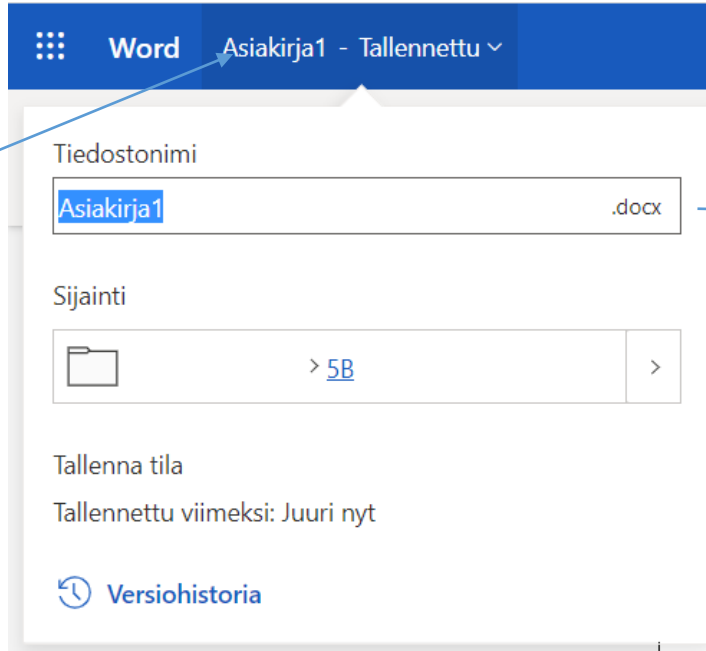 Word Asiakirja1 - Tallennettu
Tiedostonimi
Asiakirja1 .docx
Sijainti
> 5B >
Tallenna tila
Tallennettu viimeksi: Juuri nyt
Versiohistoria